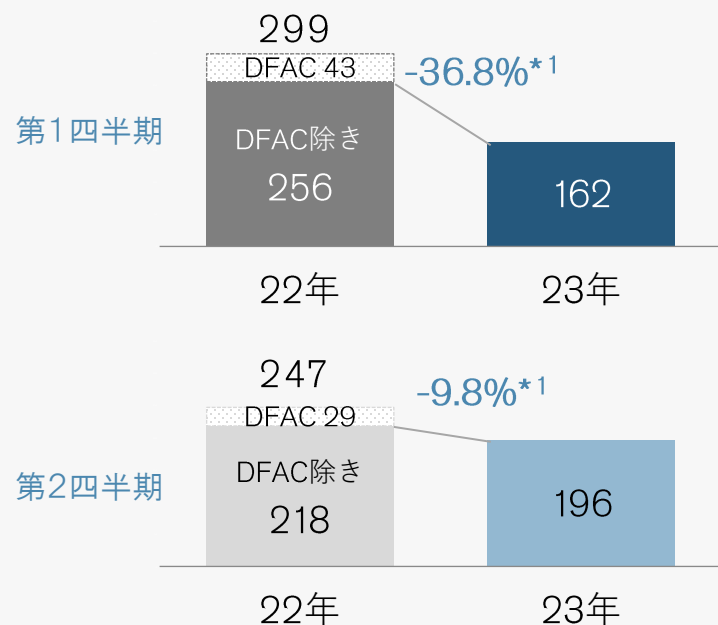 299
DFAC 43
-36.8%*1
第1四半期
DFAC除き
256
162
22年
23年
247
DFAC 29
-9.8%*1
第2四半期
DFAC除き
218
196
22年
23年